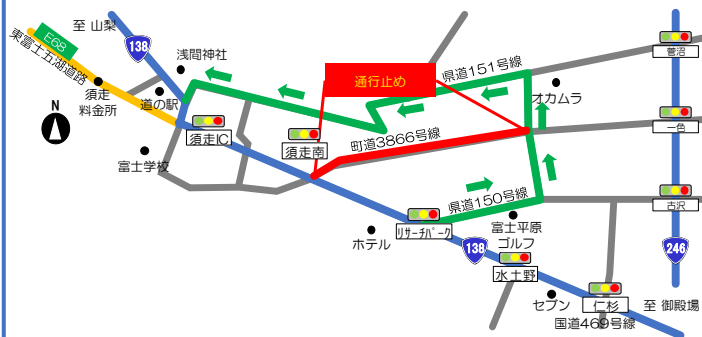 至 山梨
E68
東富士五湖道路
138
浅間神社
須走
料金所
道の駅
N
須走IC
富士学校
須走南
通行止め
県道151号線
オカムラ
菅沼
一色
町道3866号線
古沢
県道150号線
リサーチパーク
富士平原
ゴルフ
ホテル
138
246
水土野
セブン
仁杉
至 御殿場
国道469号線